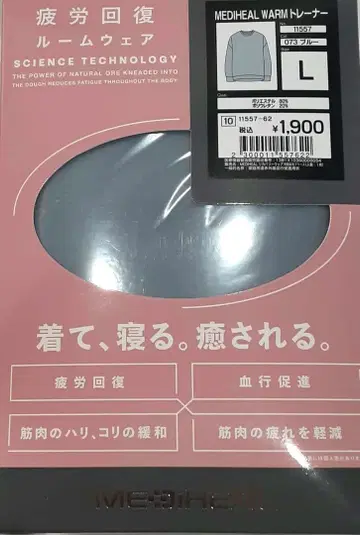 疲労回復
ルームウェア
SCIENCE TECHNOLOGY
THE POWER OF NATURAL ORE KNEADED INTO
THE DOUGH REDUCES FATIGUE THROUGHOUT THE BODY.
MEDIHEAL WARM トレーナー
11557
073 ブルー
L
ポリエステル 80%
ポリウレタン 20%
10 11557-62
税込 ¥1,900
着て、寝る。癒される。
疲労回復
血行促進
筋肉のハリ、コリの緩和
筋肉の疲れを軽減
MEDiHEAL